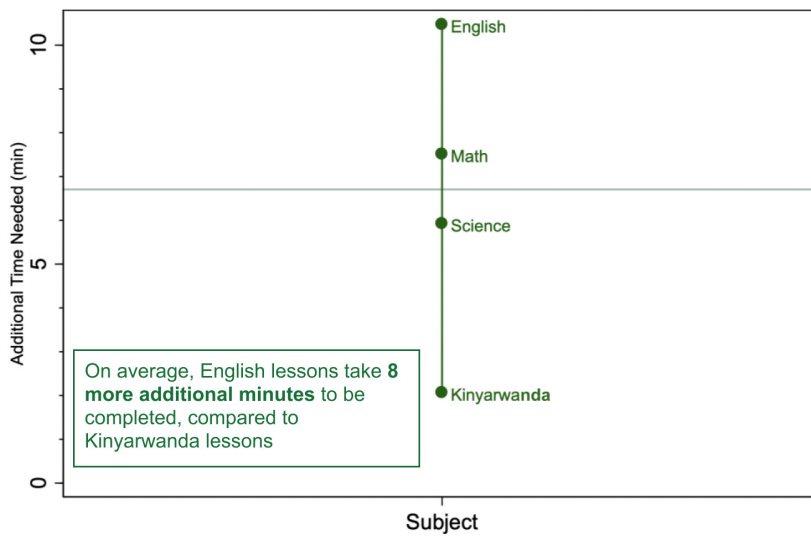 10
English
Math
Additional Time Needed (min)
Science
5
On average, English lessons take 8
more additional minutes to be
completed, compared to
Kinyarwanda lessons
Kinyarwanda
0
Subject